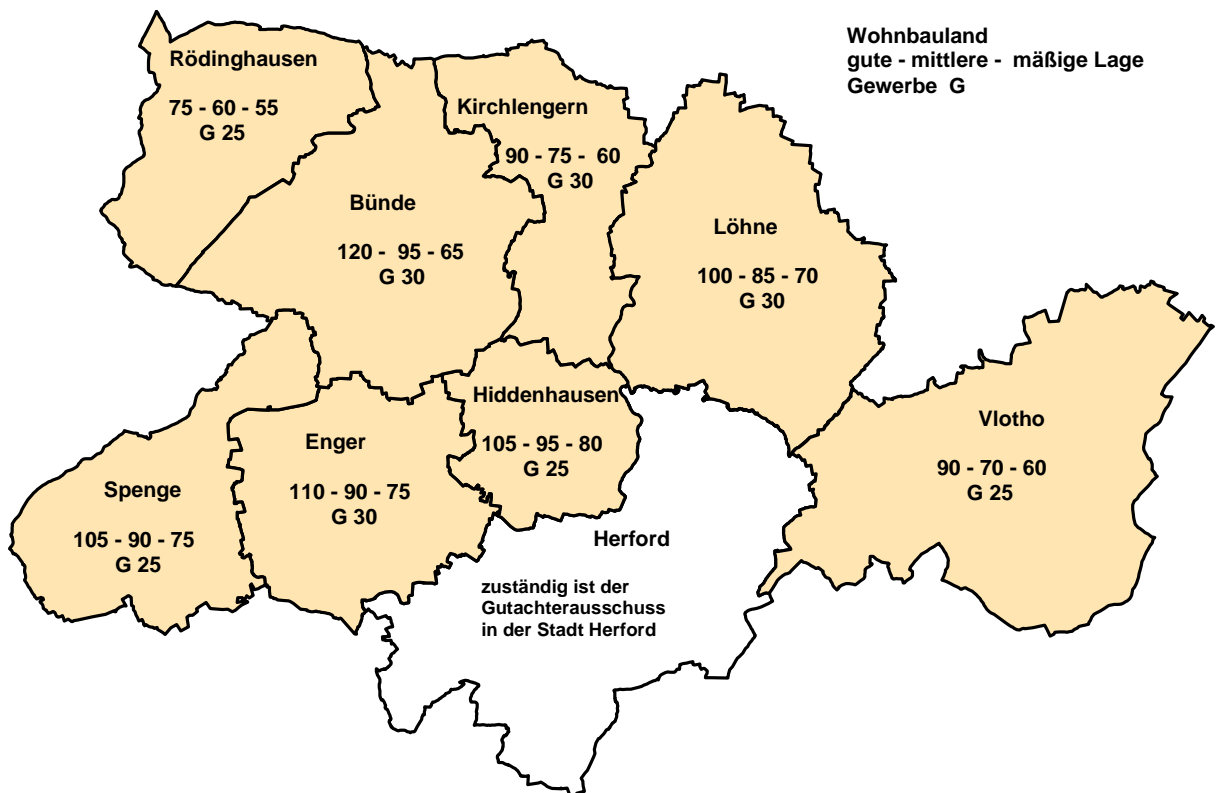 Wohnbauland
gute - mittlere - mäßige Lage
Gewerbe G
Rödinghausen
75 - 60 - 55
G 25
Kirchlengern
90 - 75 - 60
G 30
Bünde
120 - 95 - 65
G 30
Löhne
100 - 85 - 70
G 30
Hiddenhausen
105 - 95 - 80
G 25
Vlotho
90 - 70 - 60
G 25
Enger
110 - 90 - 75
G 30
Spenge
105 - 90 - 75
G 25
Herford
zuständig ist der
Gutachterausschuss
in der Stadt Herford